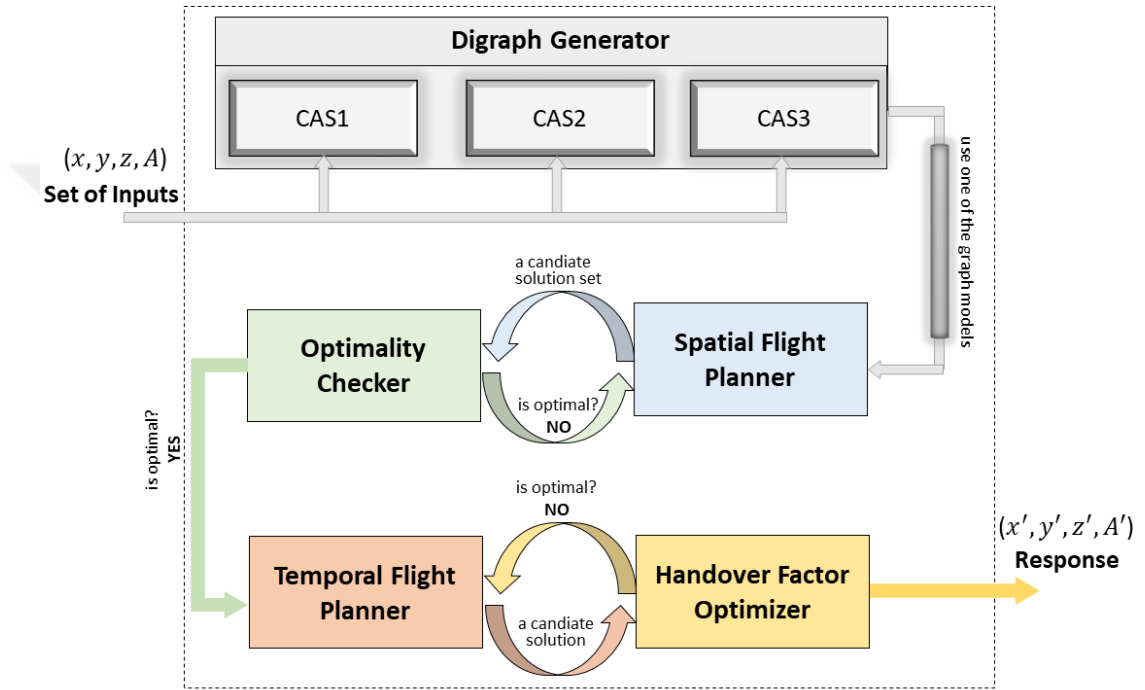 Digraph Generator
CAS1
CAS2
CAS3
(x, y, z, A)
Set of Inputs
use one of the graph models
a candiate
solution set
Optimality
Checker
Spatial Flight
Planner
is optimal?
NO
is optimal?
YES
is optimal?
NO
Temporal Flight
Planner
Handover Factor
Optimizer
a candiate
solution
(x′, y′, z′, A′)
Response